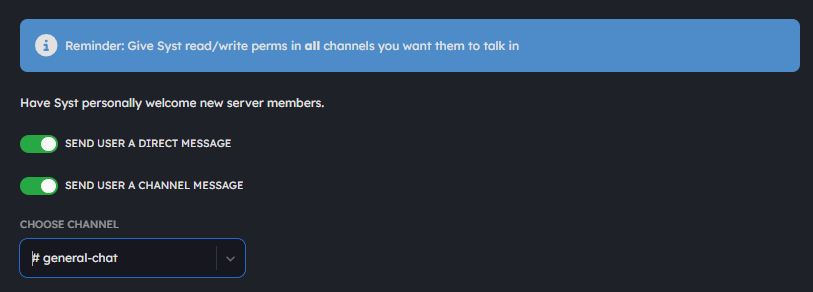 Reminder: Give Syst read/write perms in all channels you want them to talk in
Have Syst personally welcome new server members.
SEND USER A DIRECT MESSAGE
SEND USER A CHANNEL MESSAGE
CHOOSE CHANNEL
# general-chat